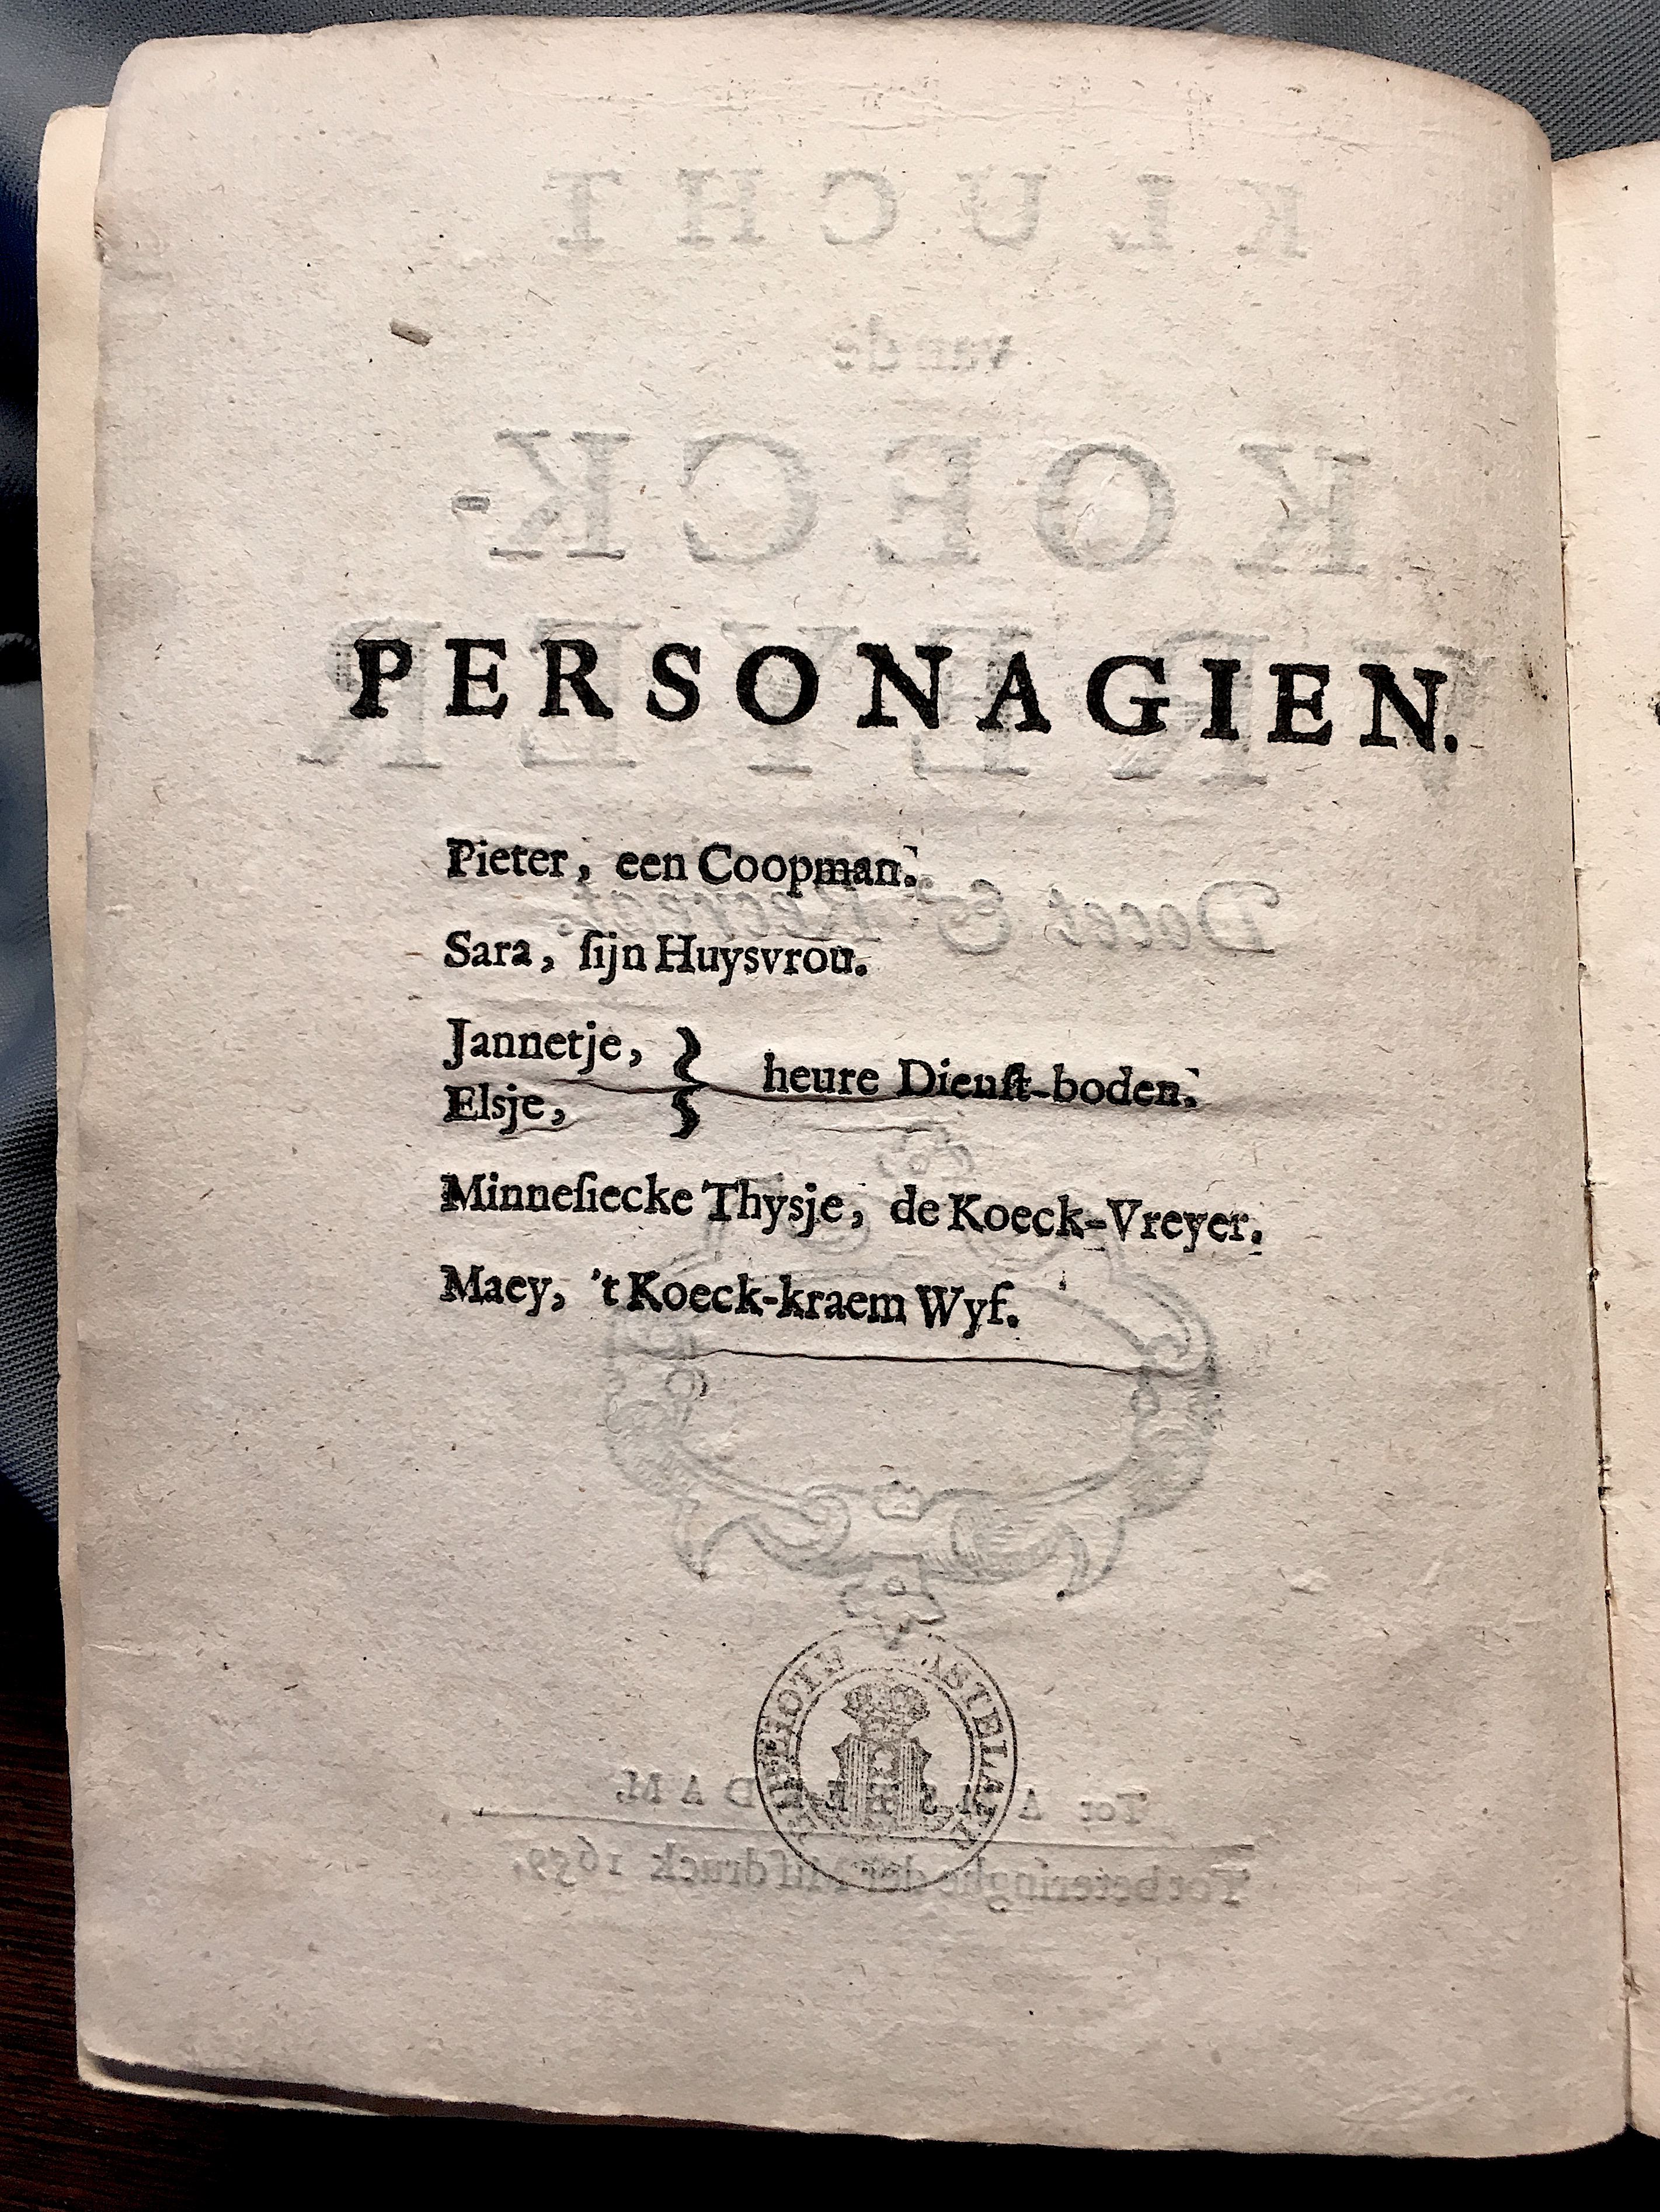 PERSONAGIEN.
Pieter, een Coopman.
Sara, ſijn Huysvrou.
Jannetje,
Elsje,
heure Dienſt-boden.
Minneſiecke Thysje, de Koeck-Vreyer.
Maey, 't Koeck-kraem Wyf.